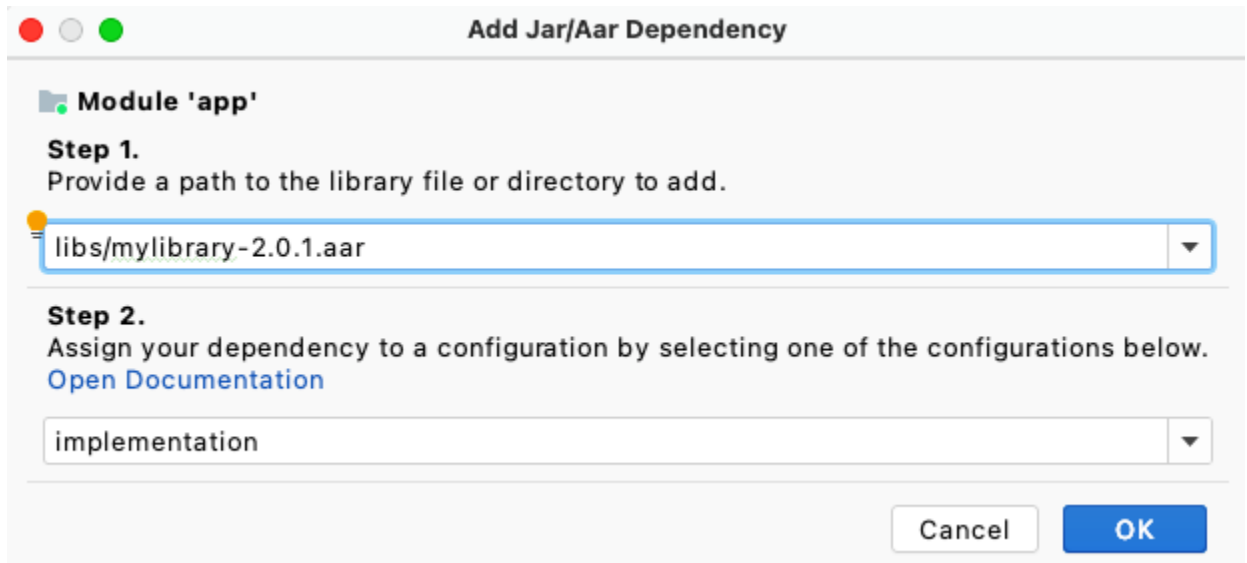 Add Jar/Aar Dependency
Module 'app'
Step 1.
Provide a path to the library file or directory to add.
libs/mylibrary-2.0.1.aar
Step 2.
Assign your dependency to a configuration by selecting one of the configurations below.
Open Documentation
implementation
Cancel OK